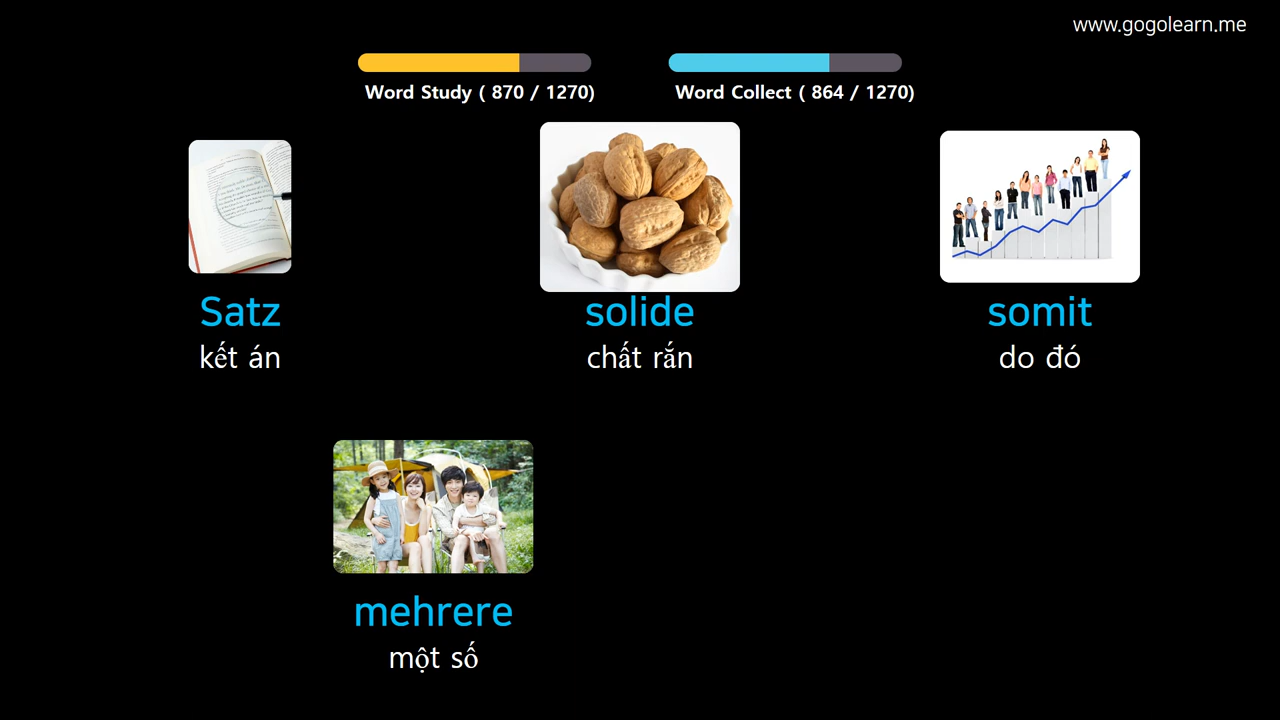 www.gogolearn.me
Word Study ( 870 / 1270)
Word Collect ( 864 / 1270)
Satz
kết án
solide
chất rắn
somit
do đó
mehrere
một số